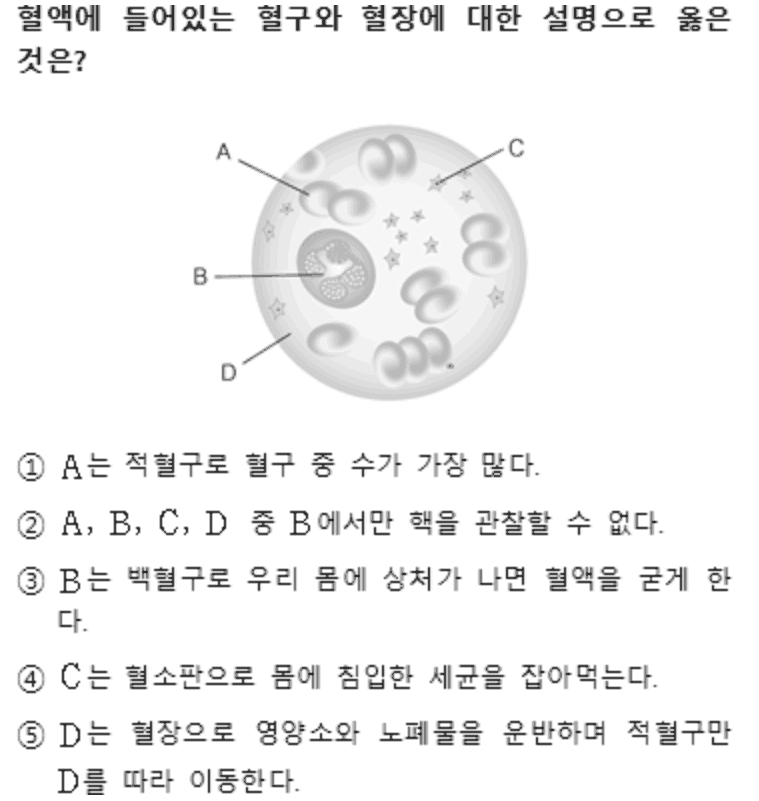 혈액에 들어있는 혈구와 혈장에 대한 설명으로 옳은
것은?
A
C
B
D
① A는 적혈구로 혈구 중 수가 가장 많다.
② A, B, C, D 중 B에서만 핵을 관찰할 수 없다.
③ B는 백혈구로 우리 몸에 상처가 나면 혈액을 굳게 한
다.
④ C는 혈소판으로 몸에 침입한 세균을 잡아먹는다.
⑤ D는 혈장으로 영양소와 노폐물을 운반하며 적혈구만
D를 따라 이동한다.